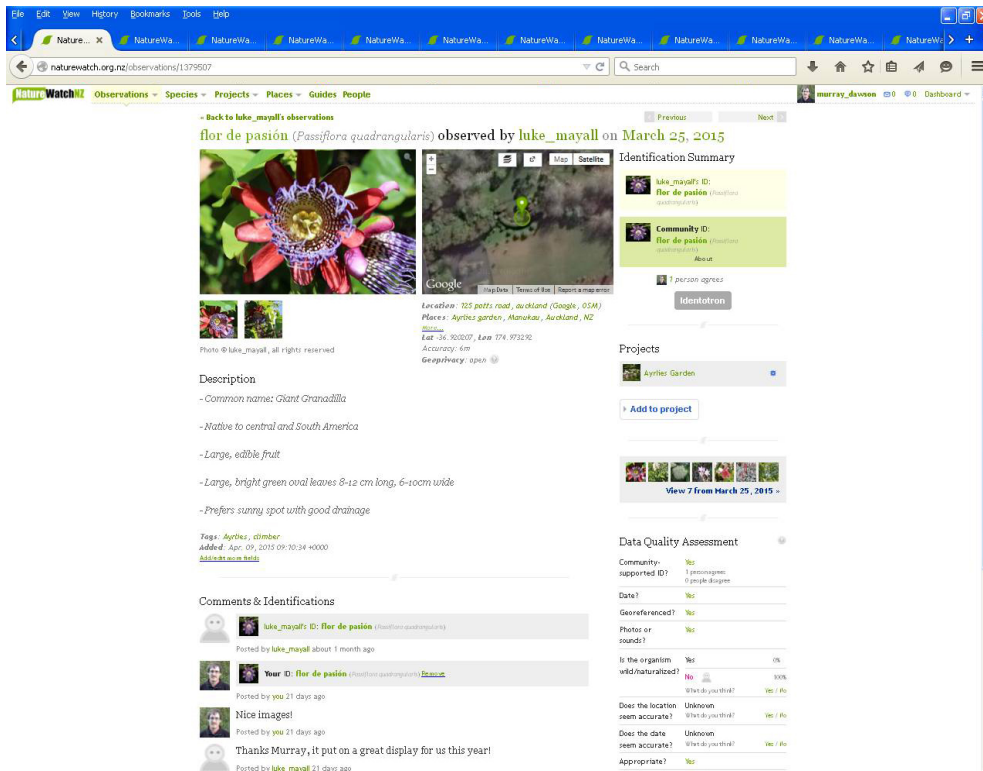 File Edit View History Bookmarks Tools Help
Nature... × NatureWa... NatureWa... NatureWa... NatureWa... NatureWa... NatureWa... NatureWa... NatureWa... NatureWa... NatureWa... NatureWa
naturewatch.org.nz/observations/1379507 Search
NatureWatchNZ Observations Species Projects Places Guides People murray_dawson 0 0 Dashboard
« Back to luke_mayall's observations Previous Next
flor de pasión (Passiflora quadrangularis) observed by luke_mayall on March 25, 2015
Map Satellite
Google Map Data Terms of Use Report a map error
Photo © luke_mayall, all rights reserved
Location: 125 potts road, auckland (Google, OSM)
Places: Ayrlies garden, Manukau, Auckland, NZ
More...
Lat -36.920207, Lon 174.973292
Accuracy: 6m
Geoprivacy: open
Description
- Common name: Giant Granadilla
- Native to central and South America
- Large, edible fruit
- Large, bright green oval leaves 8-12 cm long, 6-10cm wide
- Prefers sunny spot with good drainage
Tags: Ayrlies, climber
Added: Apr. 09, 2015 09:10:34 +0000
Add/edit more fields
Comments & Identifications
luke_mayall's ID: flor de pasión (Passiflora quadrangularis)
Posted by luke_mayall about 1 month ago
Your ID: flor de pasión (Passiflora quadrangularis) Remove
Posted by you 21 days ago
Nice images!
Posted by you 21 days ago
Thanks Murray, it put on a great display for us this year!
Posted by luke_mayall 21 days ago
Identification Summary
luke_mayall's ID:
flor de pasión (Passiflora
quadrangularis)
Community ID:
flor de pasión (Passiflora
quadrangularis)
About
1 person agrees
Identotron
Projects
Ayrlies Garden
Add to project
View 7 from March 25, 2015 »
Data Quality Assessment
Community- Yes
supported ID? 1 person agrees
0 people disagree
Date? Yes
Georeferenced? Yes
Photos or Yes
sounds?
Is the organism Yes 0%
wild/naturalized? No 100%
What do you think? Yes / No
Does the location Unknown
seem accurate? What do you think? Yes / No
Does the date Unknown
seem accurate? What do you think? Yes / No
Appropriate? Yes